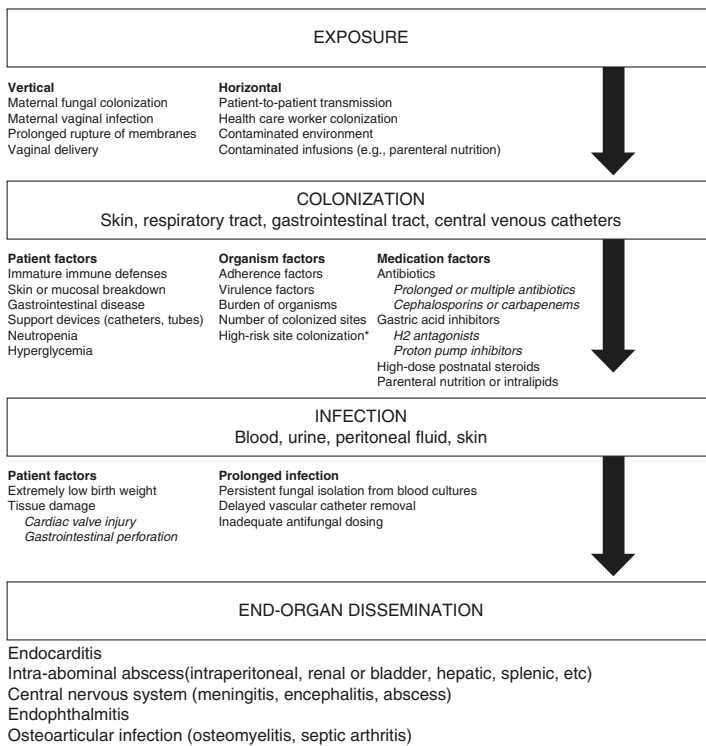 EXPOSURE
Vertical
Maternal fungal colonization
Maternal vaginal infection
Prolonged rupture of membranes
Vaginal delivery
Horizontal
Patient-to-patient transmission
Health care worker colonization
Contaminated environment
Contaminated infusions (e.g., parenteral nutrition)
COLONIZATION
Skin, respiratory tract, gastrointestinal tract, central venous catheters
Patient factors
Immature immune defenses
Skin or mucosal breakdown
Gastrointestinal disease
Support devices (catheters, tubes)
Neutropenia
Hyperglycemia
Organism factors
Adherence factors
Virulence factors
Burden of organisms
Number of colonized sites
High-risk site colonization*
Medication factors
Antibiotics
Prolonged or multiple antibiotics
Cephalosporins or carbapenems
Gastric acid inhibitors
H2 antagonists
Proton pump inhibitors
High-dose postnatal steroids
Parenteral nutrition or intralipids
INFECTION
Blood, urine, peritoneal fluid, skin
Patient factors
Extremely low birth weight
Tissue damage
Cardiac valve injury
Gastrointestinal perforation
Prolonged infection
Persistent fungal isolation from blood cultures
Delayed vascular catheter removal
Inadequate antifungal dosing
END-ORGAN DISSEMINATION
Endocarditis
Intra-abominal abscess(intraperitoneal, renal or bladder, hepatic, splenic, etc)
Central nervous system (meningitis, encephalitis, abscess)
Endophthalmitis
Osteoarticular infection (osteomyelitis, septic arthritis)